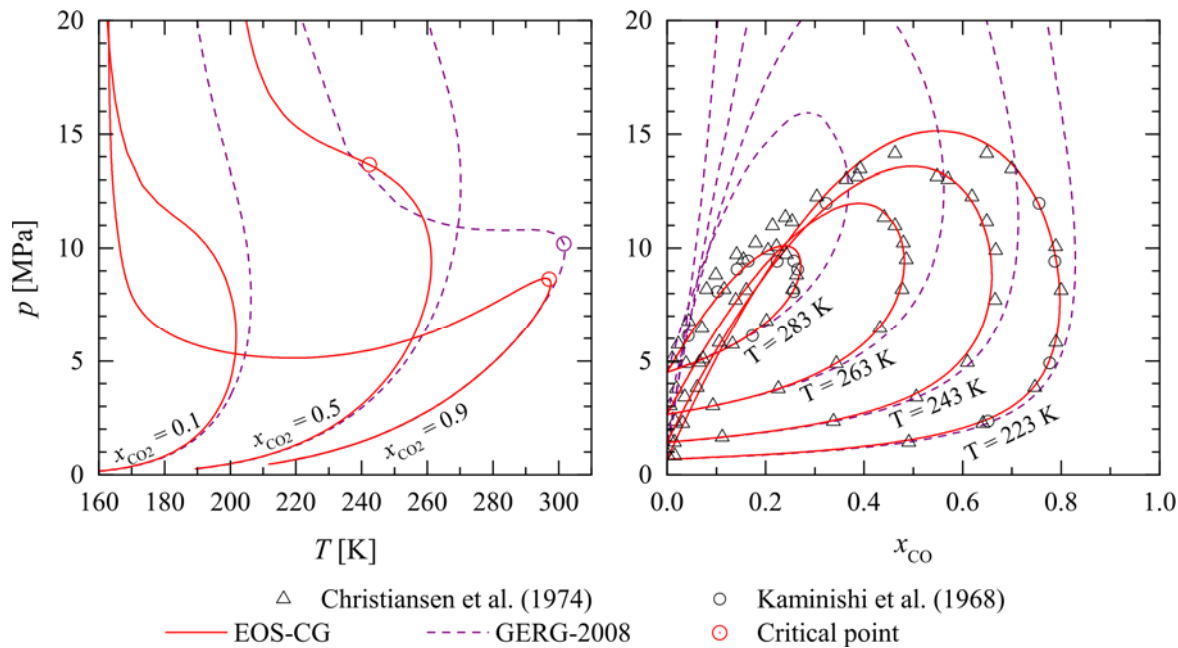 20
15
10
5
0
p [MPa]
160 180 200 220 240 260 280 300
T [K]
x_CO2 = 0.1
x_CO2 = 0.5
x_CO2 = 0.9
20
15
10
5
0
0.0 0.2 0.4 0.6 0.8 1.0
x_CO
T = 283 K
T = 263 K
T = 243 K
T = 223 K
△ Christiansen et al. (1974) ○ Kaminishi et al. (1968)
EOS-CG GERG-2008 Critical point